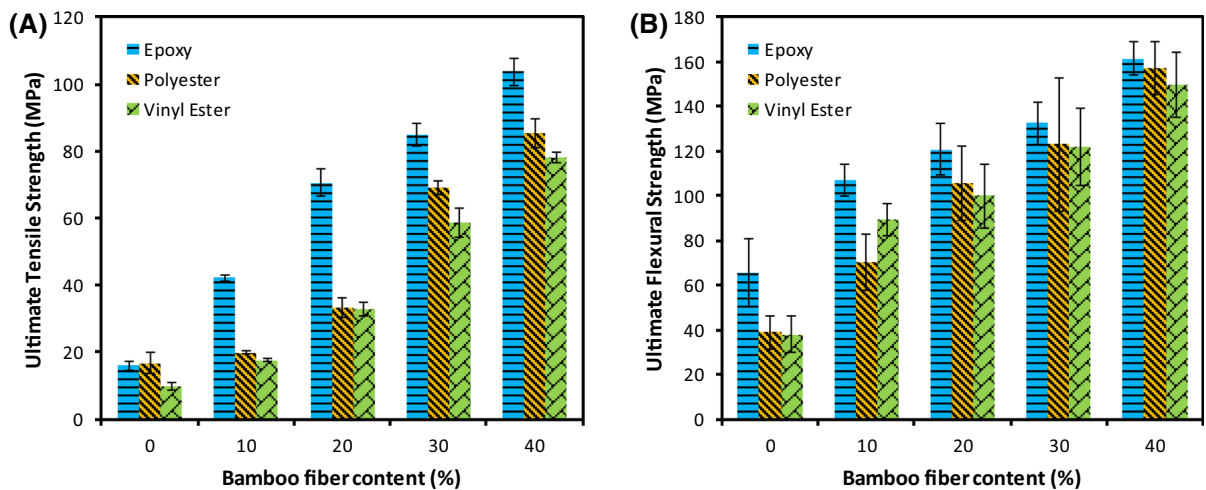 (A)
Ultimate Tensile Strength (MPa)
120
100
80
60
40
20
0
Epoxy
Polyester
Vinyl Ester
0 10 20 30 40
Bamboo fiber content (%)
(B)
Ultimate Flexural Strength (MPa)
180
160
140
120
100
80
60
40
20
0
Epoxy
Polyester
Vinyl Ester
0 10 20 30 40
Bamboo fiber content (%)